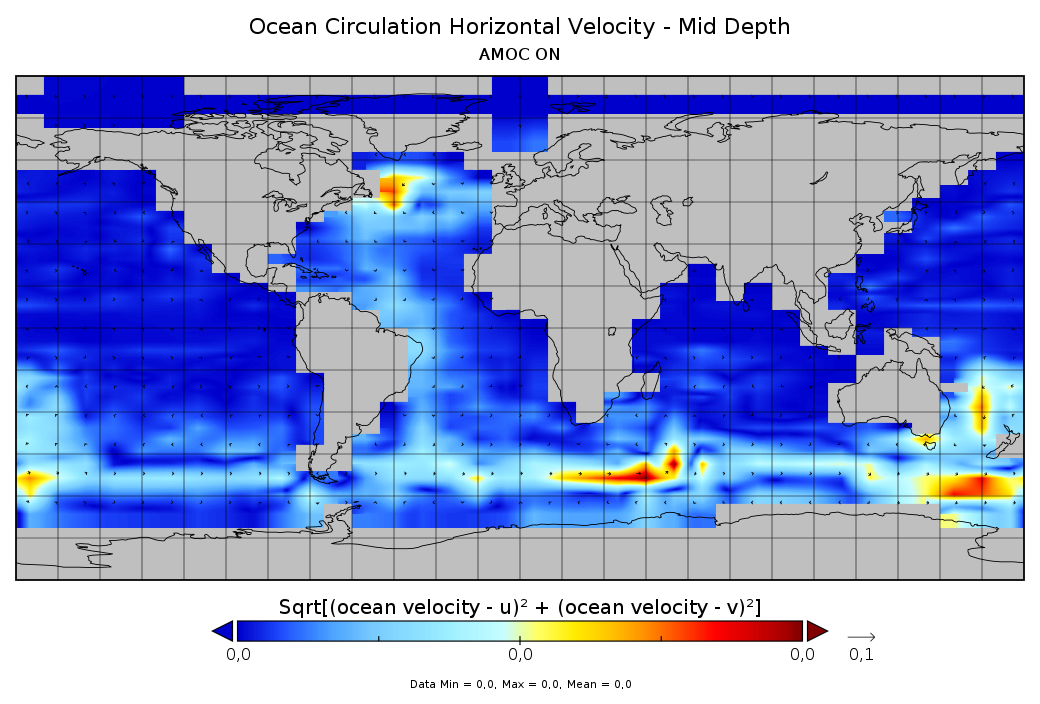 Ocean Circulation Horizontal Velocity - Mid Depth
AMOC ON
Sqrt[(ocean velocity - u)² + (ocean velocity - v)²]
0,0 0,0 0,0 0,1
Data Min = 0,0, Max = 0,0, Mean = 0,0